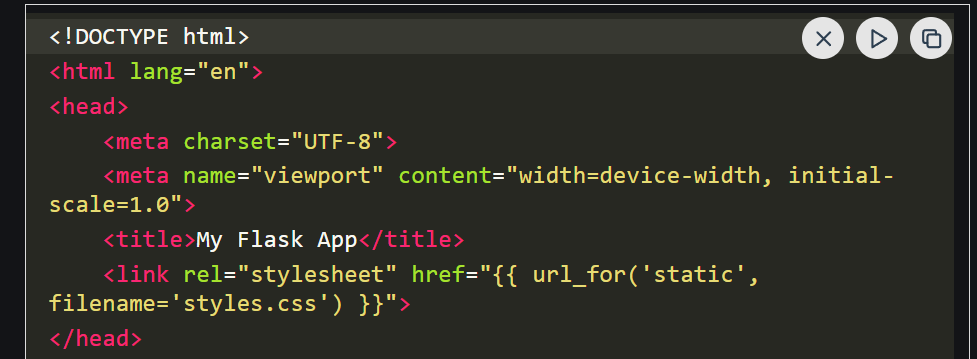 <!DOCTYPE html>
<html lang="en">
<head>
    <meta charset="UTF-8">
    <meta name="viewport" content="width=device-width, initial-
scale=1.0">
    <title>My Flask App</title>
    <link rel="stylesheet" href="{{ url_for('static',
filename='styles.css') }}">
</head>